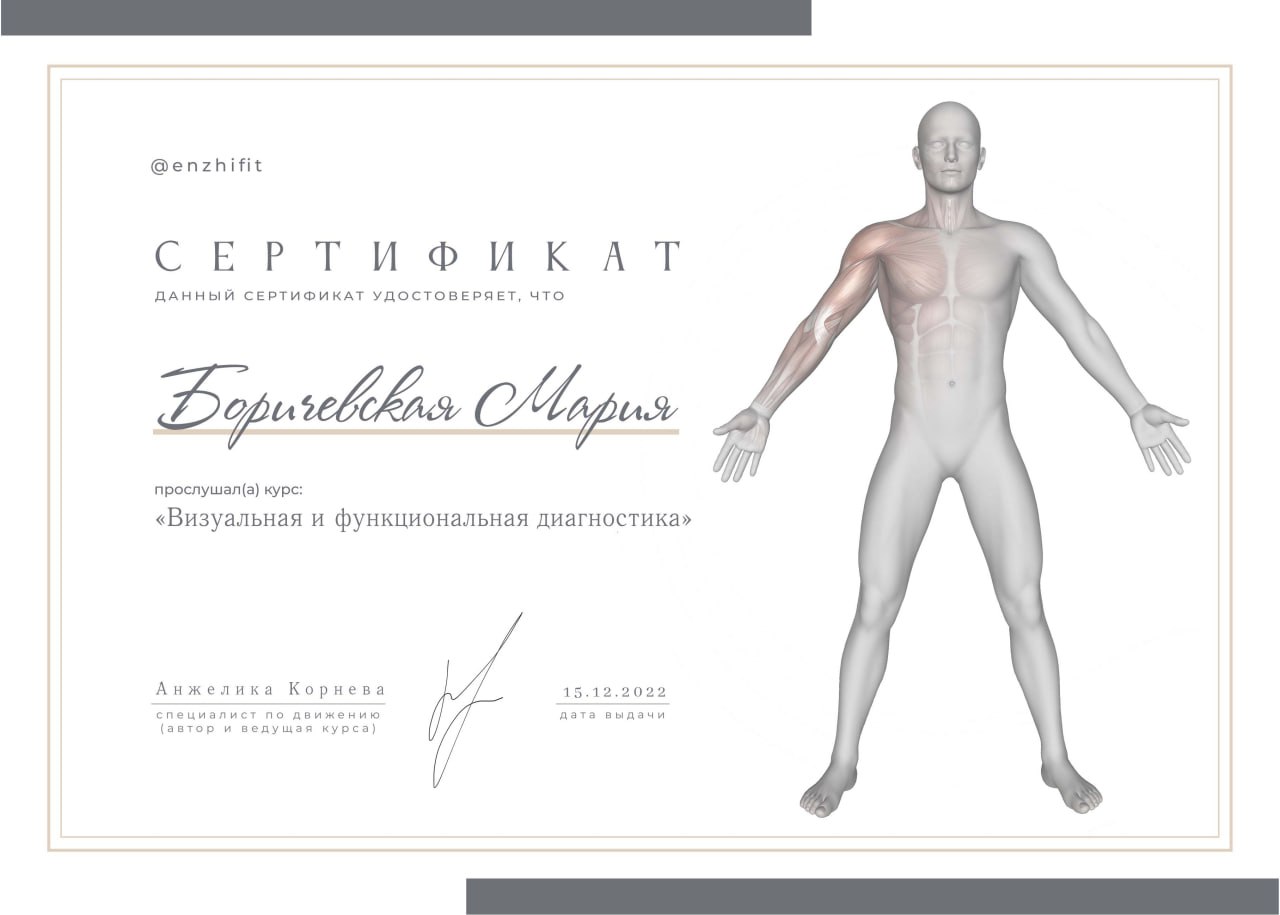 @enzhifit
СЕРТИФИКАТ
ДАННЫЙ СЕРТИФИКАТ УДОСТОВЕРЯЕТ, ЧТО
Боричевская Мария
прослушал(а) курс:
«Визуальная и функциональная диагностика»
Анжелика Корнева
специалист по движению
(автор и ведущая курса)
15.12.2022
дата выдачи